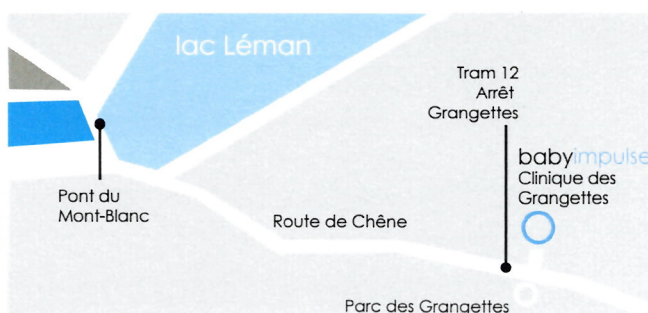 lac Léman
Tram 12
Arrêt
Grangettes
babyimpulse
Clinique des
Grangettes
Pont du
Mont-Blanc
Route de Chêne
Parc des Grangettes